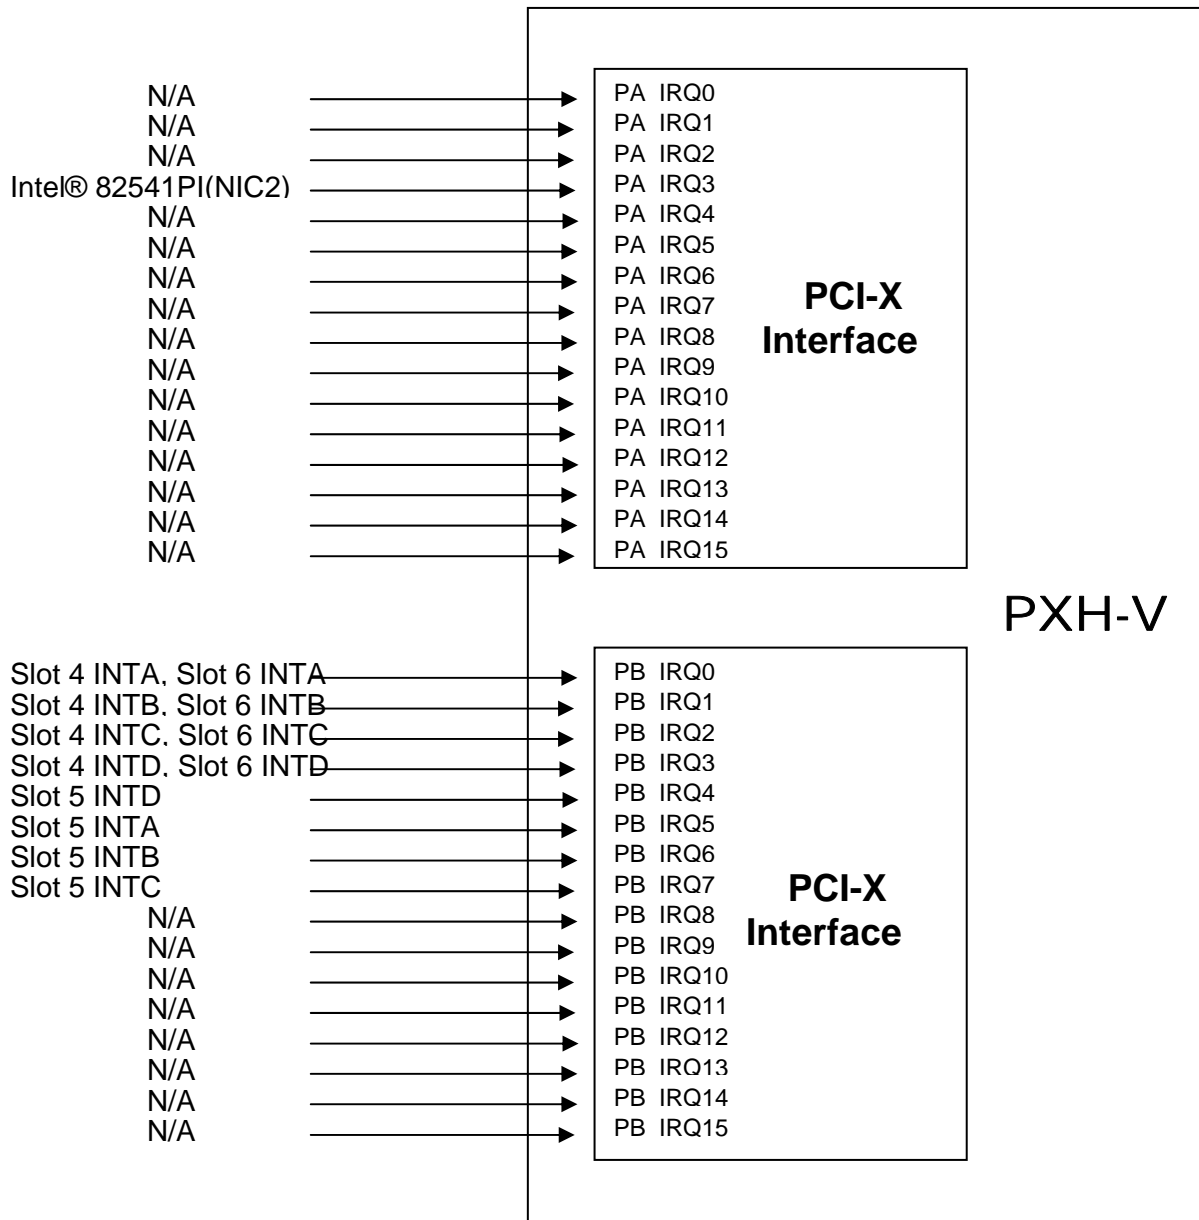 N/A PA IRQ0
N/A PA IRQ1
N/A PA IRQ2
Intel® 82541PI(NIC2) PA IRQ3
N/A PA IRQ4
N/A PA IRQ5
N/A PA IRQ6
N/A PA IRQ7
N/A PA IRQ8
N/A PA IRQ9
N/A PA IRQ10
N/A PA IRQ11
N/A PA IRQ12
N/A PA IRQ13
N/A PA IRQ14
N/A PA IRQ15
PCI-X
Interface
PXH-V
Slot 4 INTA, Slot 6 INTA PB IRQ0
Slot 4 INTB, Slot 6 INTB PB IRQ1
Slot 4 INTC, Slot 6 INTC PB IRQ2
Slot 4 INTD, Slot 6 INTD PB IRQ3
Slot 5 INTD PB IRQ4
Slot 5 INTA PB IRQ5
Slot 5 INTB PB IRQ6
Slot 5 INTC PB IRQ7
N/A PB IRQ8
N/A PB IRQ9
N/A PB IRQ10
N/A PB IRQ11
N/A PB IRQ12
N/A PB IRQ13
N/A PB IRQ14
N/A PB IRQ15
PCI-X
Interface